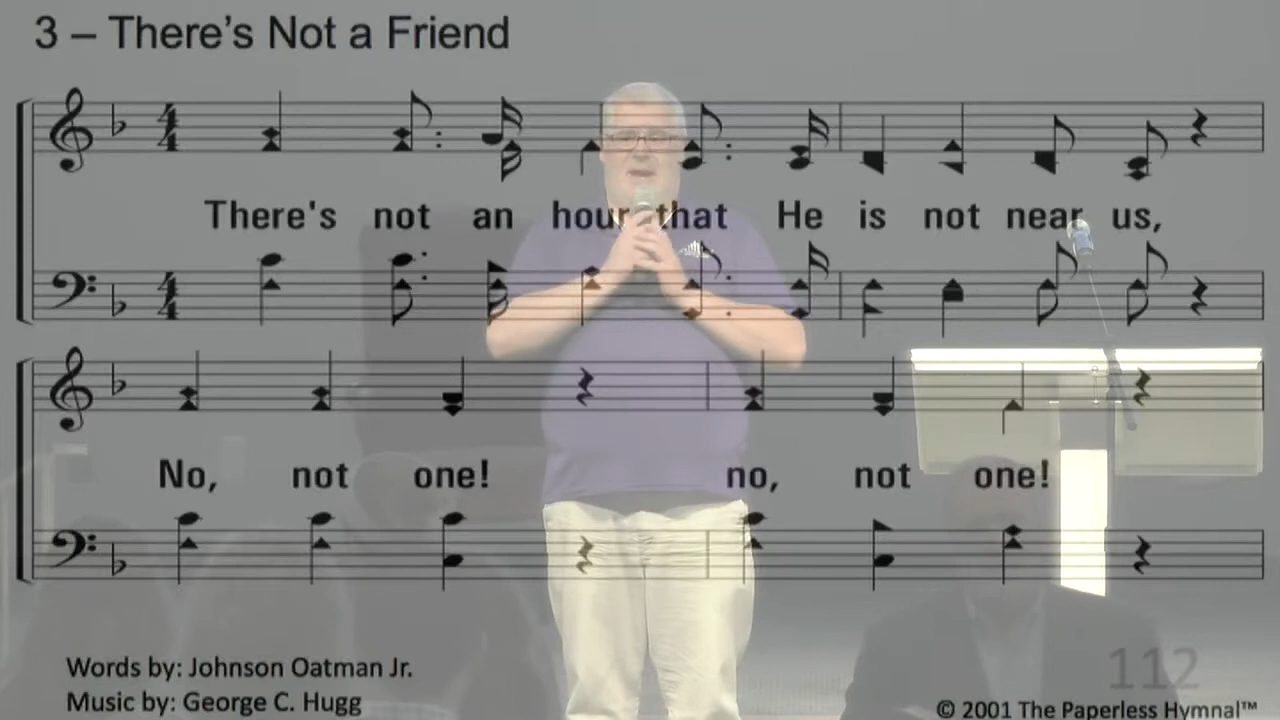 3 – There's Not a Friend
There's not an hour that He is not near us,
No, not one! no, not one!
Words by: Johnson Oatman Jr.
Music by: George C. Hugg
112
© 2001 The Paperless Hymnal™